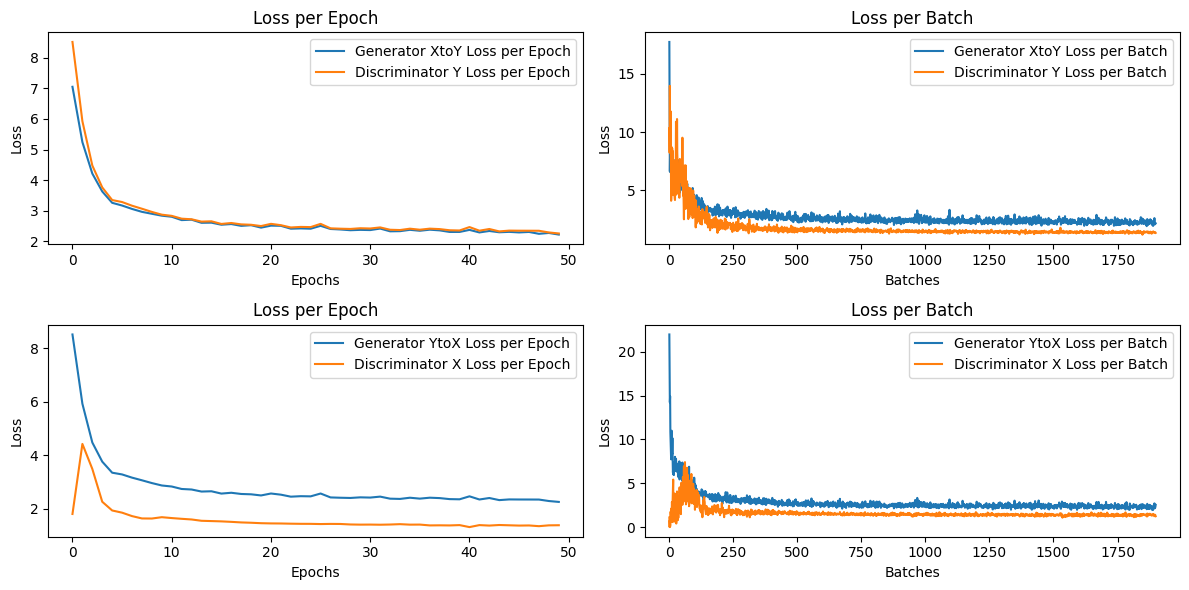 Loss per Epoch
Generator XtoY Loss per Epoch
Discriminator Y Loss per Epoch
Loss
8
7
6
5
4
3
2
0 10 20 30 40 50
Epochs
Loss per Batch
Generator XtoY Loss per Batch
Discriminator Y Loss per Batch
Loss
15
10
5
0 250 500 750 1000 1250 1500 1750
Batches
Loss per Epoch
Generator YtoX Loss per Epoch
Discriminator X Loss per Epoch
Loss
8
6
4
2
0 10 20 30 40 50
Epochs
Loss per Batch
Generator YtoX Loss per Batch
Discriminator X Loss per Batch
Loss
20
15
10
5
0
0 250 500 750 1000 1250 1500 1750
Batches